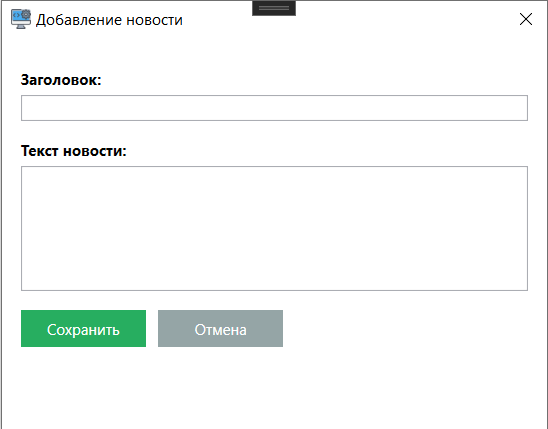 Добавление новости
Заголовок:
Текст новости:
Сохранить
Отмена